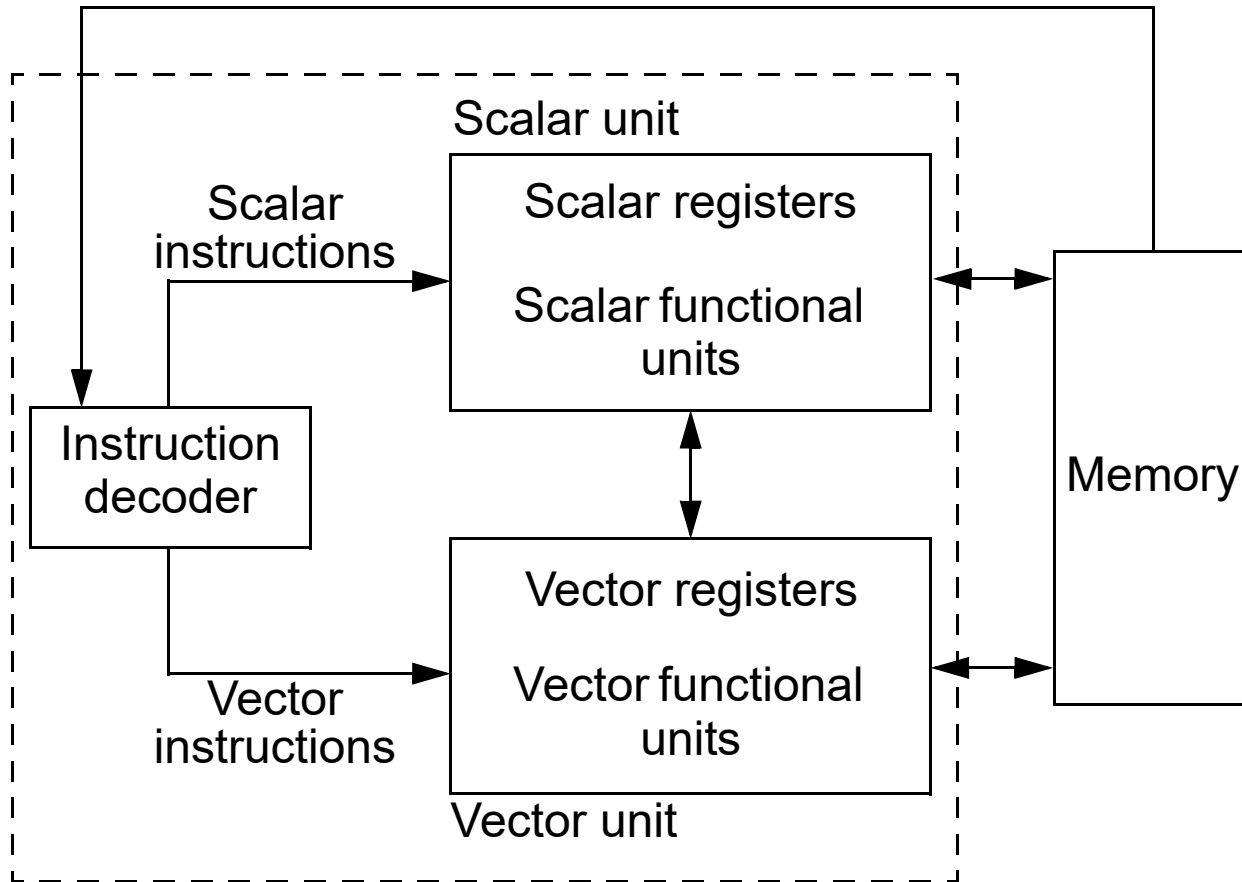 Scalar unit
Scalar registers
Scalar
instructions
Scalar functional
units
Instruction
decoder
Memory
Vector registers
Vector functional
units
Vector
instructions
Vector unit